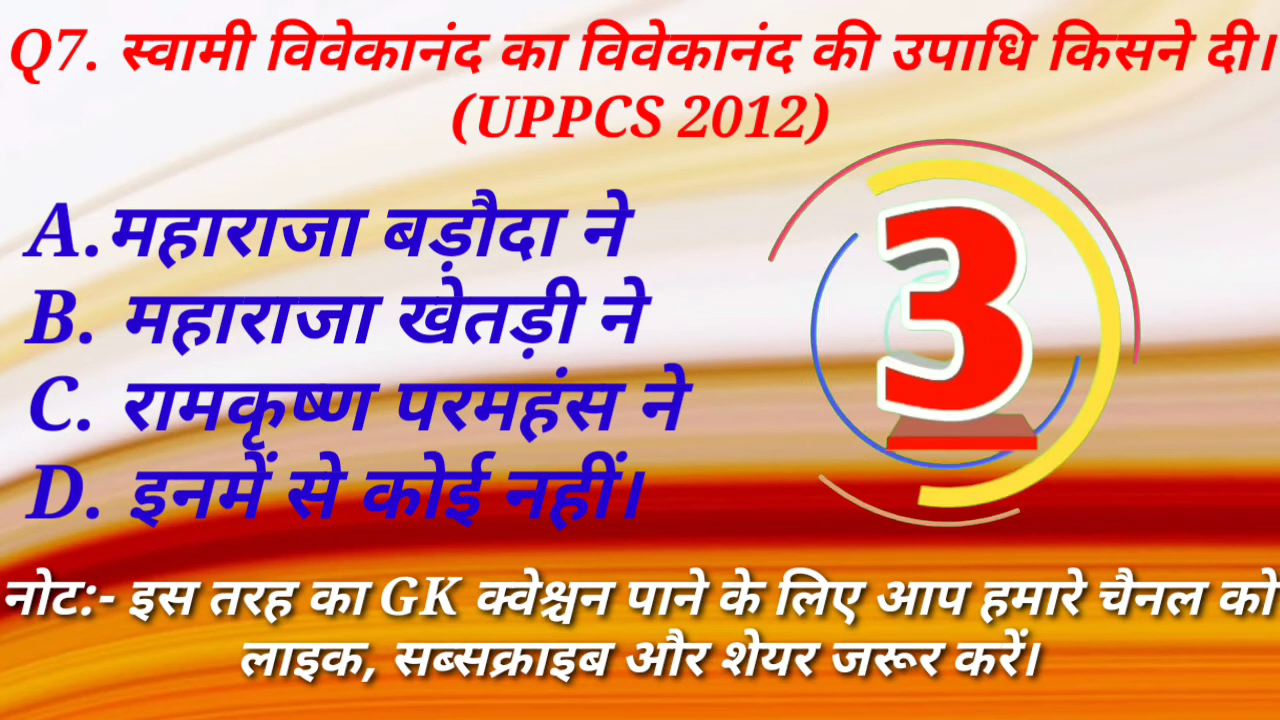 Q7. स्वामी विवेकानंद का विवेकानंद की उपाधि किसने दी।
(UPPCS 2012)
A.महाराजा बड़ौदा ने
B. महाराजा खेतड़ी ने
C. रामकृष्ण परमहंस ने
D. इनमें से कोई नहीं।
3
नोटः- इस तरह का GK क्वेश्चन पाने के लिए आप हमारे चैनल को
लाइक, सब्सक्राइब और शेयर जरूर करें।